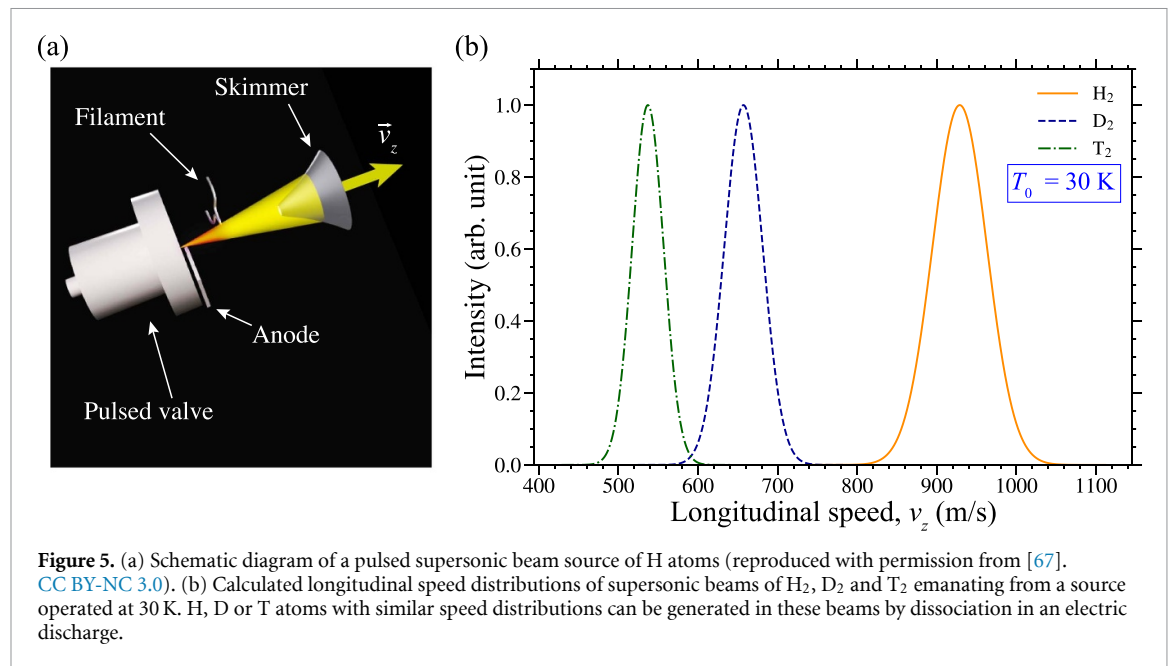 (a)
Skimmer
Filament
v⃗z
Anode
Pulsed valve
(b)
H₂
D₂
T₂
T₀ = 30 K
Intensity (arb. unit)
1.0
0.8
0.6
0.4
0.2
0.0
400 500 600 700 800 900 1000 1100
Longitudinal speed, vz (m/s)
Figure 5. (a) Schematic diagram of a pulsed supersonic beam source of H atoms (reproduced with permission from [67].
CC BY-NC 3.0). (b) Calculated longitudinal speed distributions of supersonic beams of H₂, D₂ and T₂ emanating from a source
operated at 30 K. H, D or T atoms with similar speed distributions can be generated in these beams by dissociation in an electric
discharge.